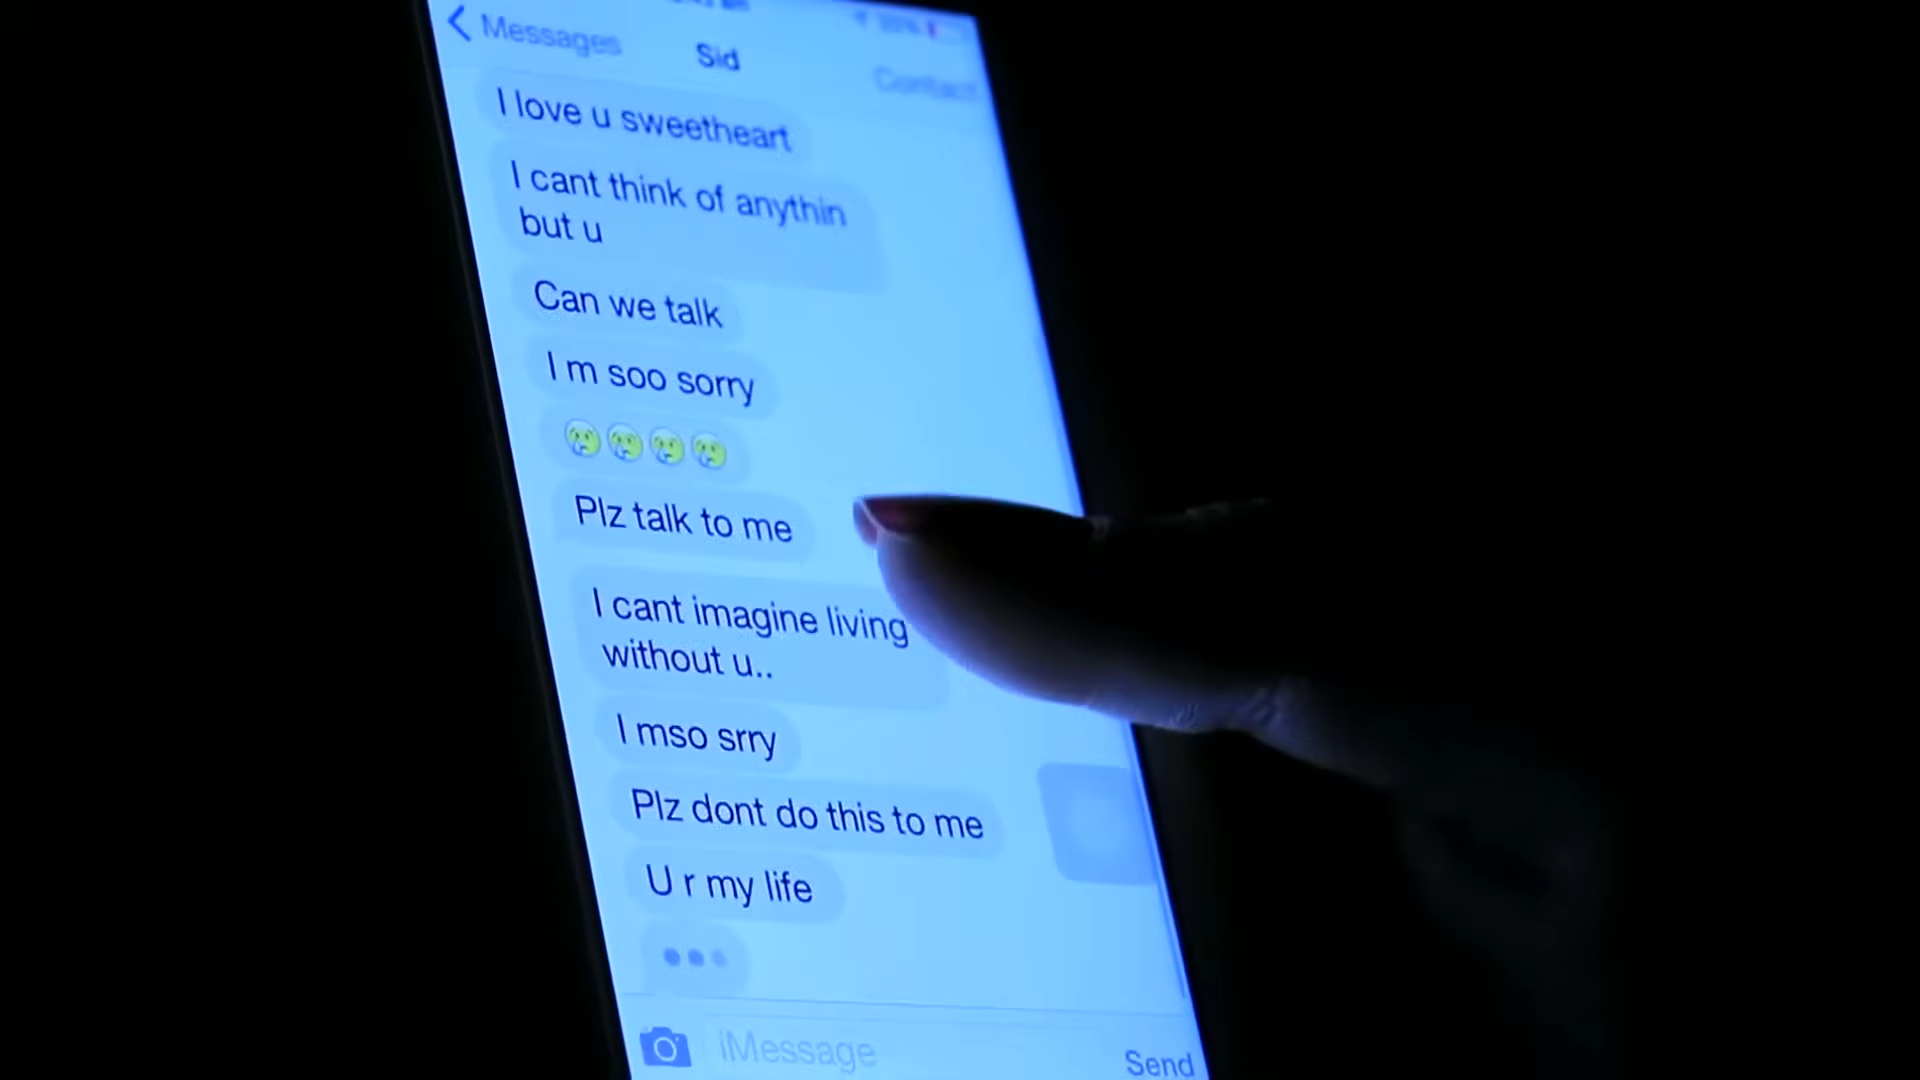 Messages
Sid
Contact
I love u sweetheart
I cant think of anythin
but u
Can we talk
I m soo sorry
Plz talk to me
I cant imagine living
without u..
I mso srry
Plz dont do this to me
U r my life
iMessage
Send